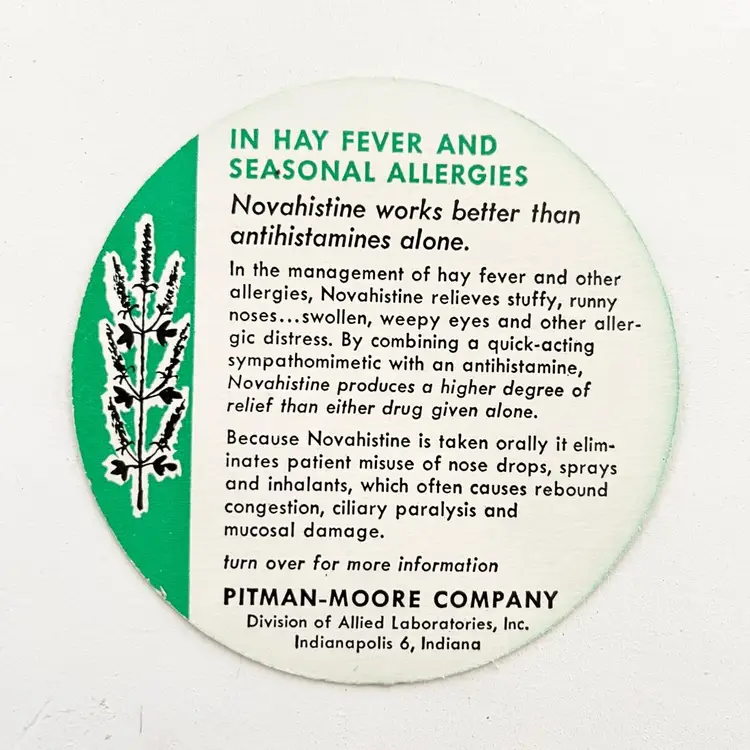 IN HAY FEVER AND
SEASONAL ALLERGIES
Novahistine works better than
antihistamines alone.
In the management of hay fever and other
allergies, Novahistine relieves stuffy, runny
noses...swollen, weepy eyes and other aller-
gic distress. By combining a quick-acting
sympathomimetic with an antihistamine,
Novahistine produces a higher degree of
relief than either drug given alone.
Because Novahistine is taken orally it elim-
inates patient misuse of nose drops, sprays
and inhalants, which often causes rebound
congestion, ciliary paralysis and
mucosal damage.
turn over for more information
PITMAN-MOORE COMPANY
Division of Allied Laboratories, Inc.
Indianapolis 6, Indiana